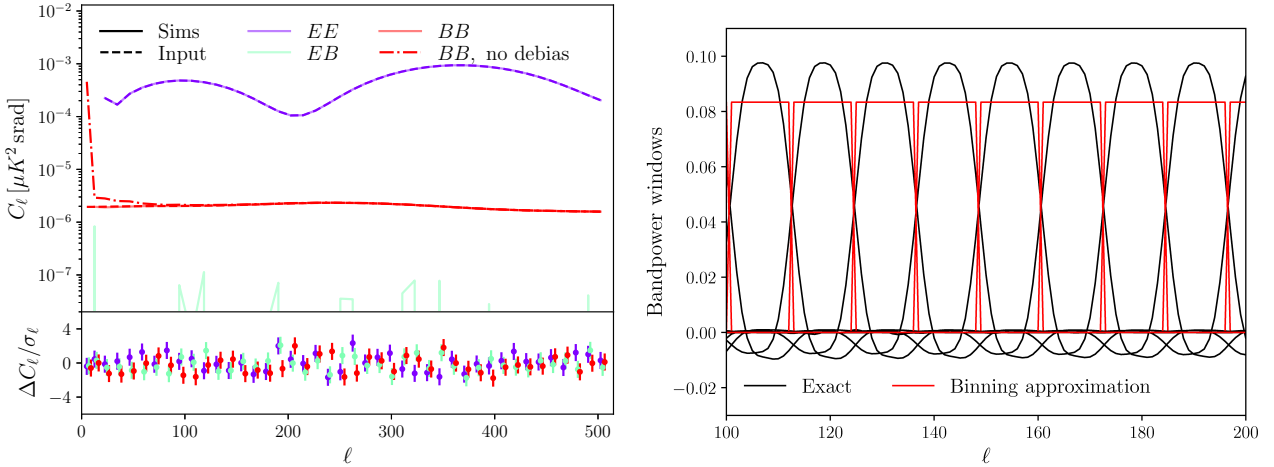 10⁻²
10⁻³
10⁻⁴
10⁻⁵
10⁻⁶
10⁻⁷
C_ℓ [μK² srad]
Sims
Input
EE
EB
BB
BB, no debias
4
0
−4
ΔC_ℓ/σ_ℓ
0
100
200
300
400
500
ℓ
0.10
0.08
0.06
0.04
0.02
0.00
−0.02
Bandpower windows
Exact
Binning approximation
100
120
140
160
180
200
ℓ